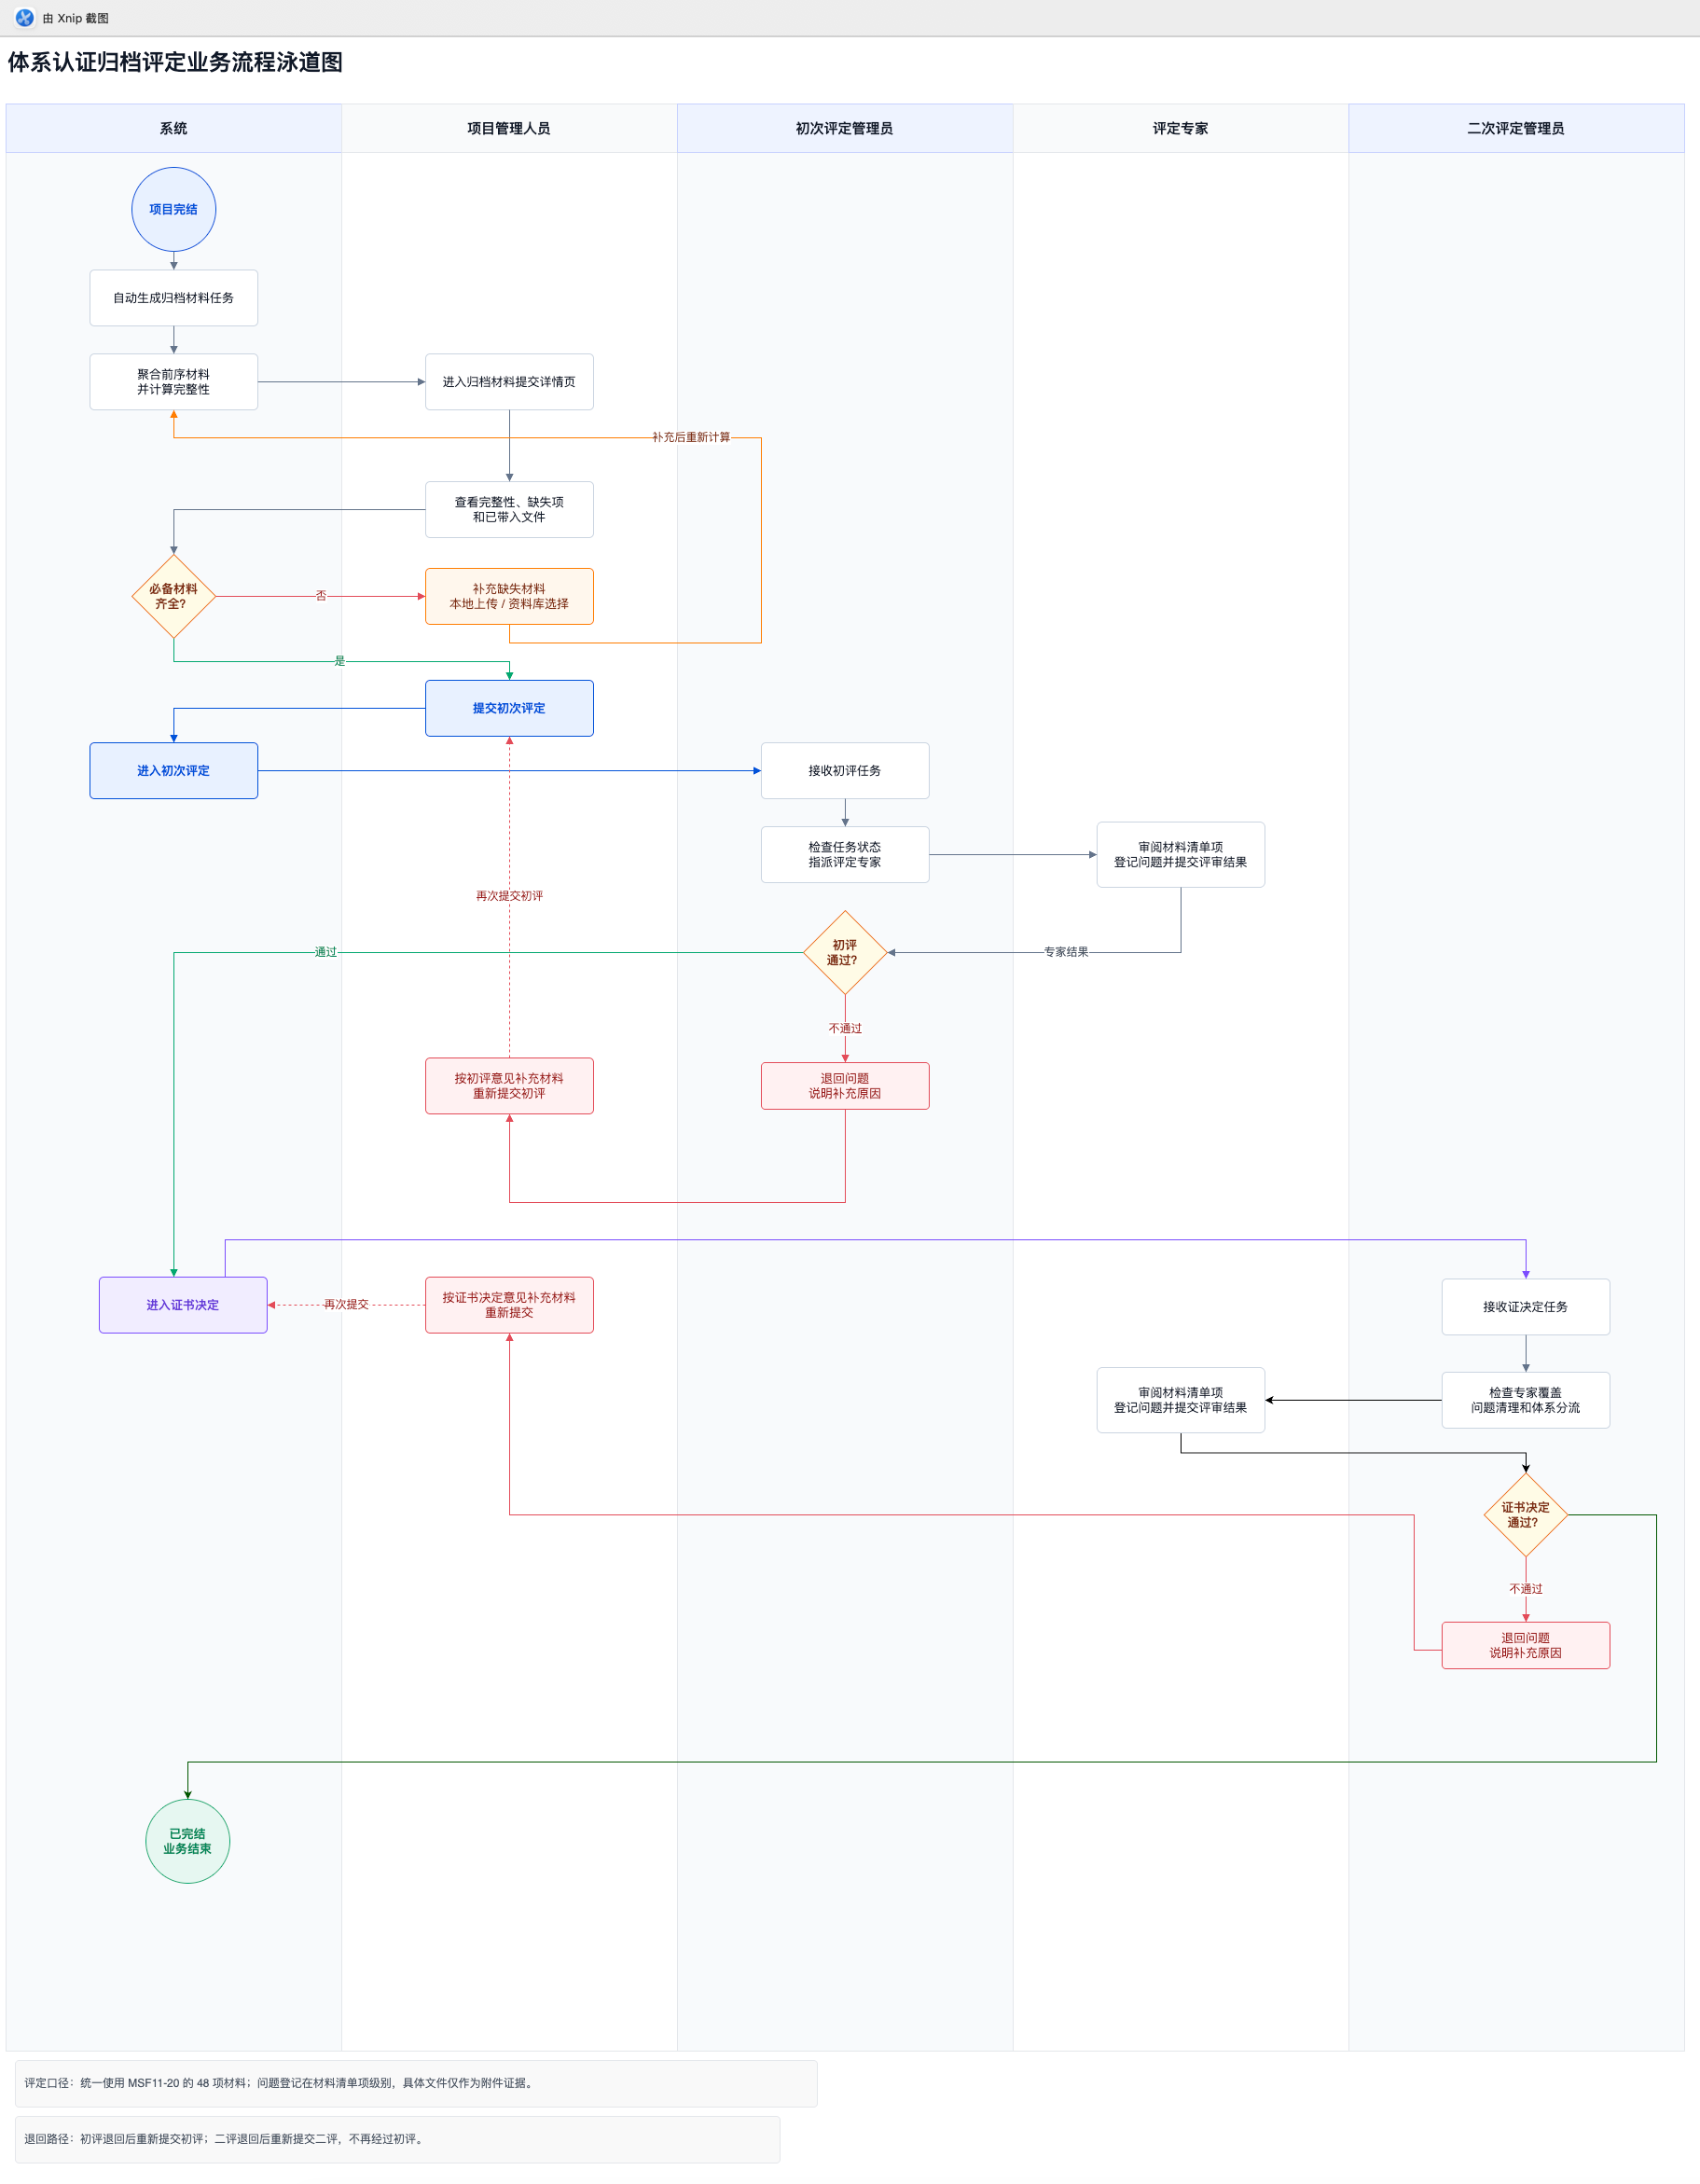 由 Xnip 截图
体系认证归档评定业务流程泳道图
系统
项目管理人员
初次评定管理员
评定专家
二次评定管理员
项目完结
自动生成归档材料任务
聚合前序材料
并计算完整性
进入归档材料提交详情页
补充后重新计算
查看完整性、缺失项
和已带入文件
必备材料
齐全?
否
补充缺失材料
本地上传 / 资料库选择
是
提交初次评定
进入初次评定
接收初评任务
检查任务状态
指派评定专家
审阅材料清单项
登记问题并提交评审结果
再次提交初评
通过
初评
通过?
专家结果
不通过
按初评意见补充材料
重新提交初评
退回问题
说明补充原因
进入证书决定
再次提交
按证书决定意见补充材料
重新提交
接收证决定任务
审阅材料清单项
登记问题并提交评审结果
检查专家覆盖
问题清理和体系分流
证书决定
通过?
不通过
退回问题
说明补充原因
已完结
业务结束
评定口径：统一使用 MSF11-20 的 48 项材料；问题登记在材料清单项级别，具体文件仅作为附件证据。
退回路径：初评退回后重新提交初评；二评退回后重新提交二评，不再经过初评。